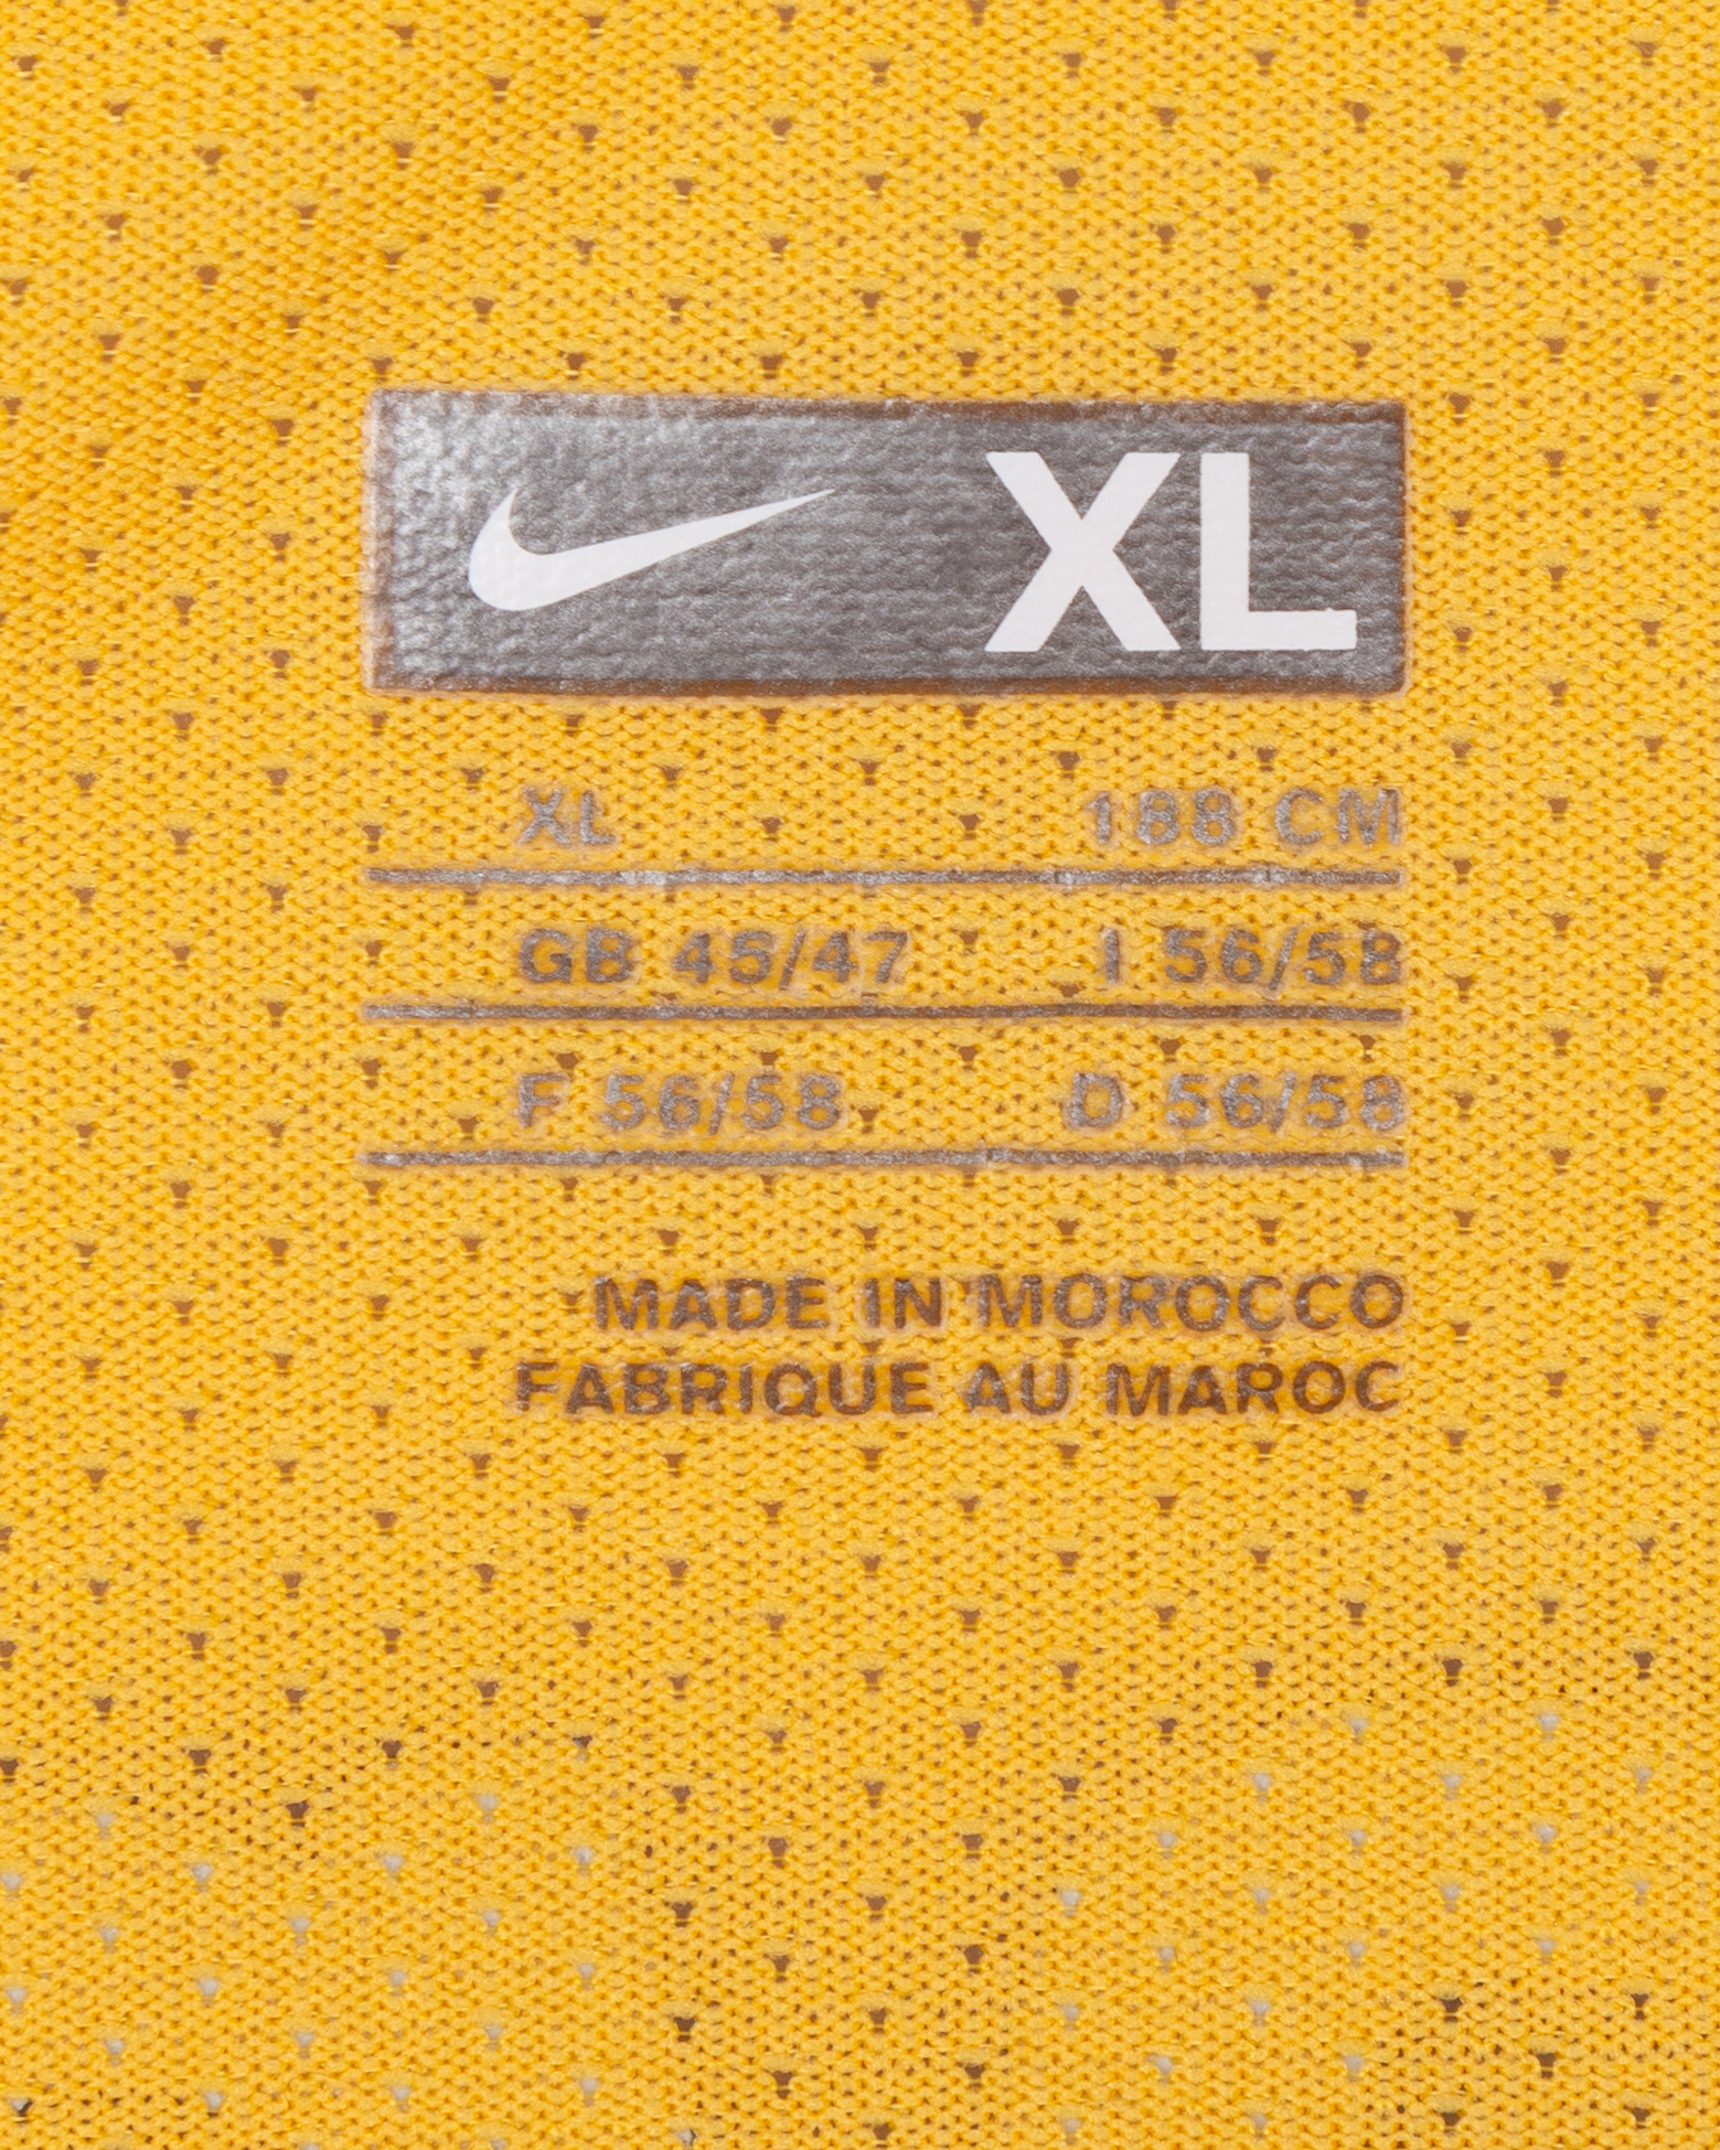 XL
XL 188 CM
GB 45/47 I 56/58
F 56/58 D 56/58
MADE IN MOROCCO
FABRIQUE AU MAROC